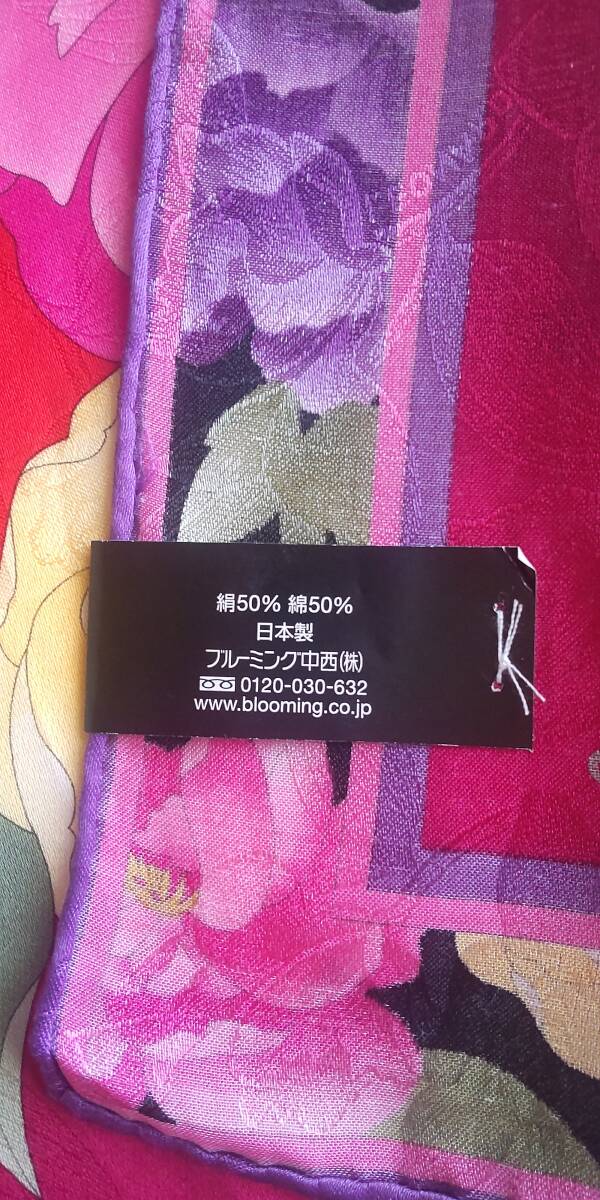 絹50% 綿50%
日本製
ブルーミング中西(株)
0120-030-632
www.blooming.co.jp